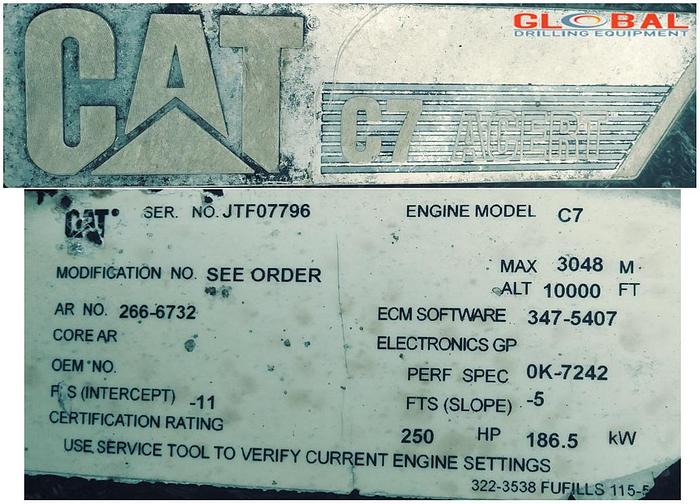 CAT
C7 ACERT
GLOBAL
DRILLING EQUIPMENT
CAT SER. NO. JTF07796 ENGINE MODEL C7
MODIFICATION NO. SEE ORDER MAX 3048 M
ALT 10000 FT
AR NO. 266-6732 ECM SOFTWARE 347-5407
CORE AR ELECTRONICS GP
OEM NO. PERF SPEC 0K-7242
F S (INTERCEPT) -11 FTS (SLOPE) -5
CERTIFICATION RATING 250 HP 186.5 kW
USE SERVICE TOOL TO VERIFY CURRENT ENGINE SETTINGS
322-3538 FUFILLS